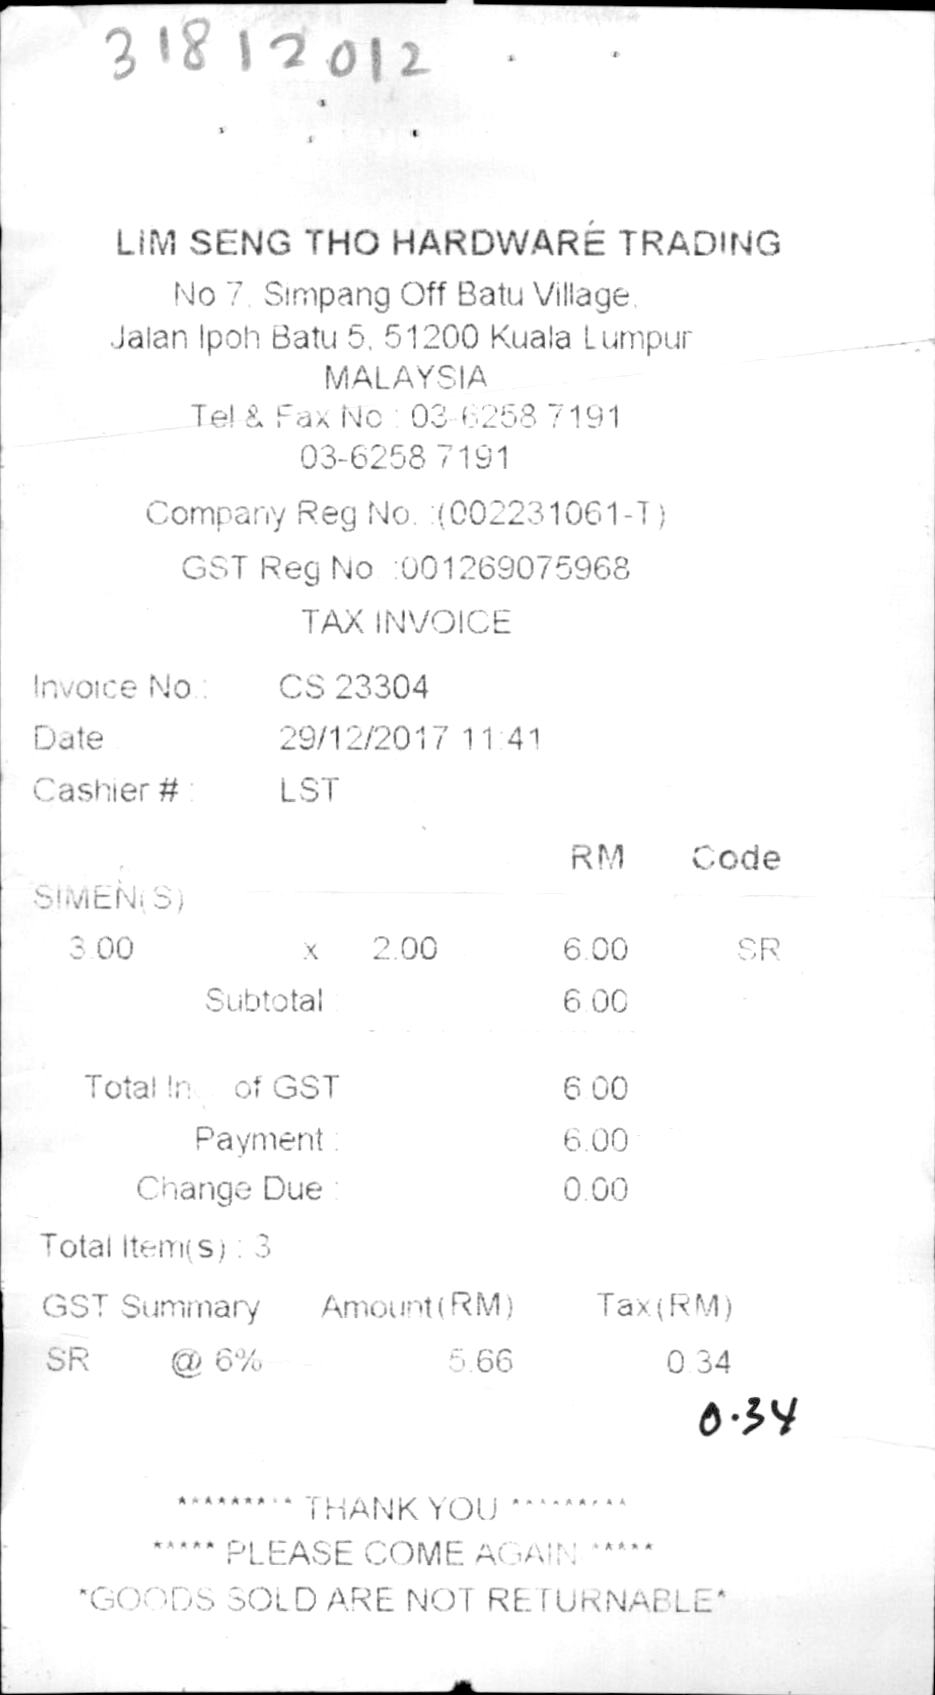 31812012
LIM SENG THO HARDWARE TRADING
No 7, Simpang Off Batu Village,
Jalan Ipoh Batu 5, 51200 Kuala Lumpur
MALAYSIA
Tel & Fax No : 03-6258 7191
03-6258 7191
Company Reg No. :(002231061-T)
GST Reg No :001269075968
TAX INVOICE
Invoice No : CS 23304
Date 29/12/2017 11:41
Cashier # : LST
RM Code
SIMEN(S)
3.00 x 2.00 6.00 SR
Subtotal : 6.00
Total In of GST 6.00
Payment : 6.00
Change Due : 0.00
Total Item(s) : 3
GST Summary Amount(RM) Tax(RM)
SR @ 6% 5.66 0.34
0.34
********* THANK YOU *********
***** PLEASE COME AGAIN *****
*GOODS SOLD ARE NOT RETURNABLE*